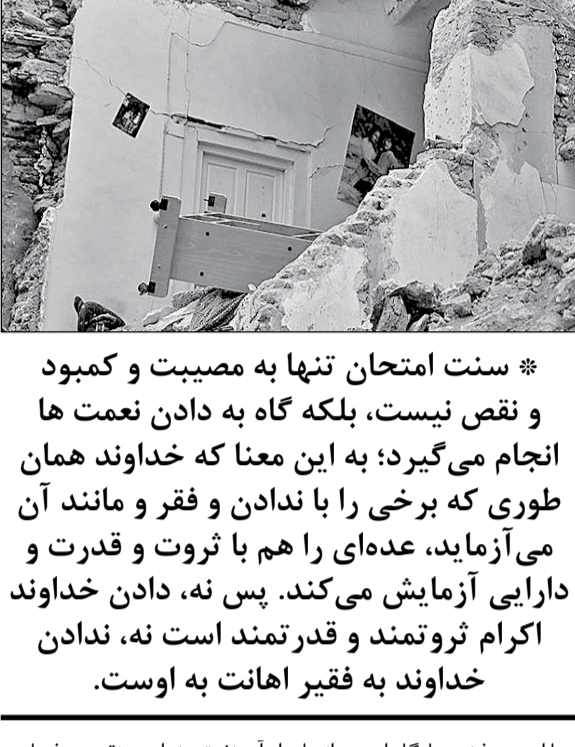 * سنت امتحان تنها به مصیبت و کمبود
و نقص نیست، بلکه گاه به دادن نعمت ها
انجام می‌گیرد؛ به این معنا که خداوند همان
طوری که برخی را با ندادن و فقر و مانند آن
می‌آزماید، عده‌ای را هم با ثروت و قدرت و
دارایی آزمایش می‌کند. پس نه، دادن خداوند
اکرام ثروتمند و قدرتمند است نه، ندادن
خداوند به فقیر اهانت به اوست.